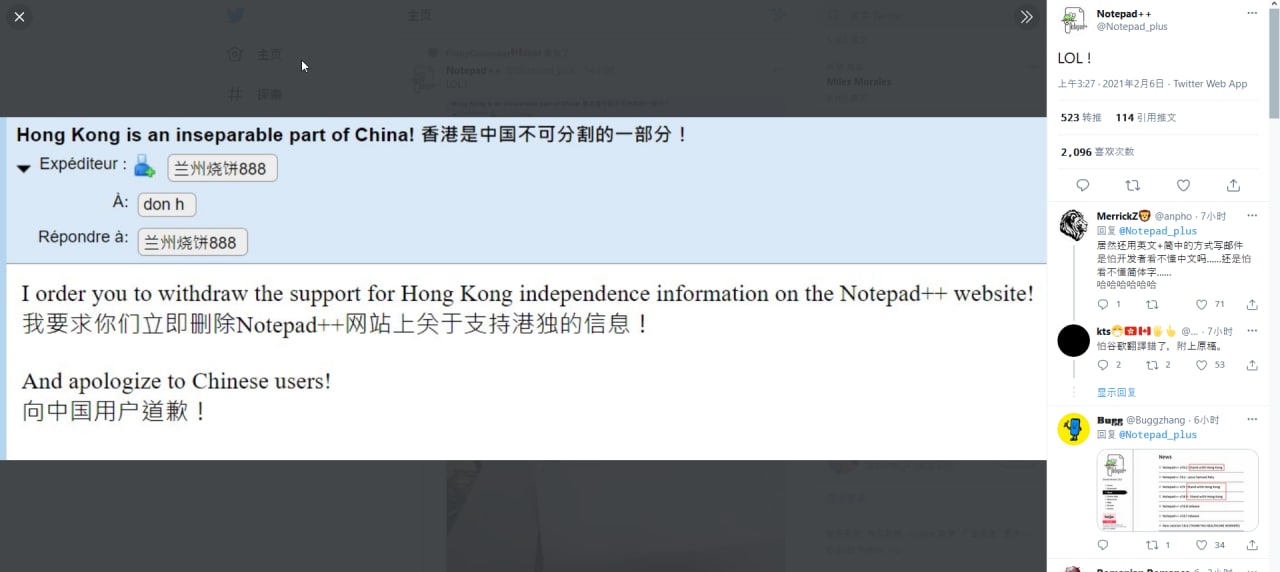 主页
主页
探索
Notepad++
LOL !
Miles Morales
Hong Kong is an inseparable part of China! 香港是中国不可分割的一部分！
Expéditeur : 兰州烧饼888
À: don h
Répondre à: 兰州烧饼888
I order you to withdraw the support for Hong Kong independence information on the Notepad++ website!
我要求你们立即删除Notepad++网站上关于支持港独的信息！
And apologize to Chinese users!
向中国用户道歉！
Notepad++
@Notepad_plus
LOL !
上午3:27 · 2021年2月6日 · Twitter Web App
523 转推 114 引用推文
2,096 喜欢次数
MerrickZ @anpho · 7小时
回复 @Notepad_plus
居然还用英文+简中的方式写邮件
是怕开发者看不懂中文吗......还是怕
看不懂简体字......
哈哈哈哈哈哈
1 71
kts @... · 7小时
怕谷歌翻譯錯了，附上原稿。
2 2 53
显示回复
Bugg @Buggzhang · 6小时
回复 @Notepad_plus
News
1 34